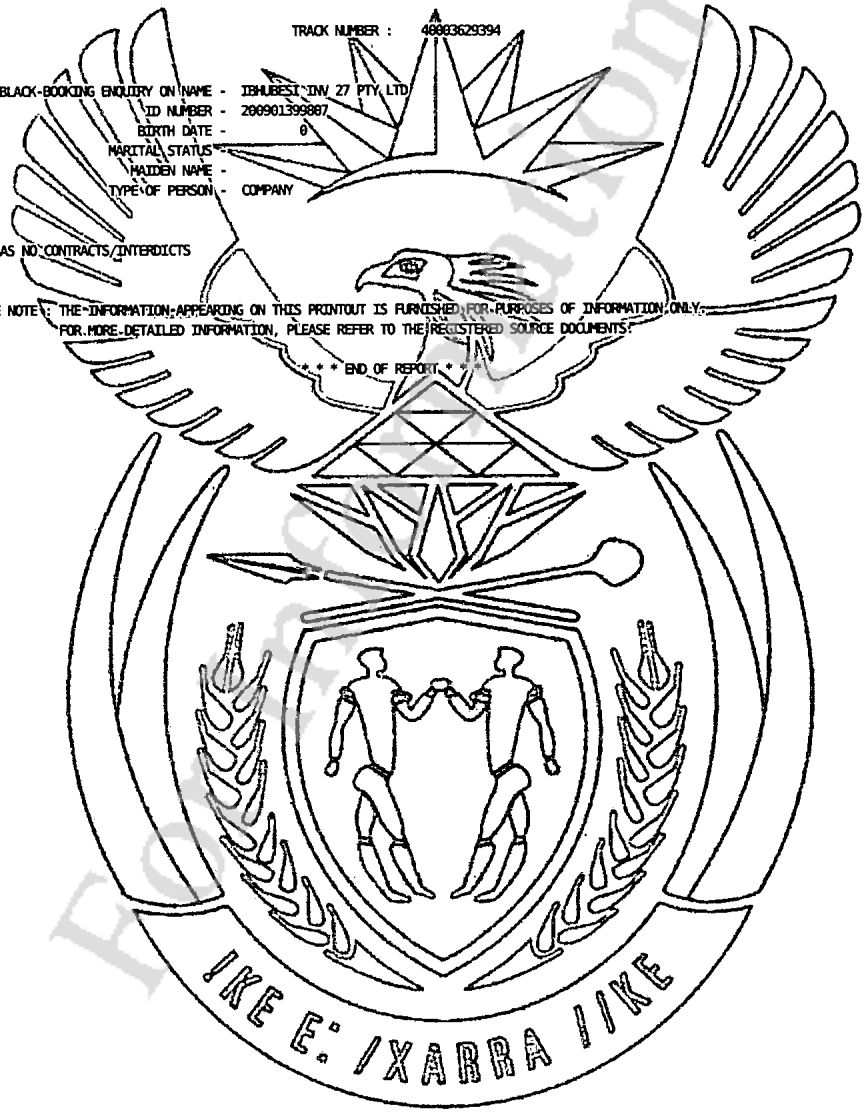 TRACK NUMBER : 40003629394
BLACK-BOOKING ENQUIRY ON NAME - IBHUBESI INV 27 PTY LTD
ID NUMBER - 200901399807
BIRTH DATE - 0
MARITAL STATUS -
MAIDEN NAME -
TYPE OF PERSON - COMPANY
AS NO CONTRACTS/INTERDICTS
E NOTE : THE INFORMATION APPEARING ON THIS PRINTOUT IS FURNISHED FOR PURPOSES OF INFORMATION ONLY.
FOR MORE DETAILED INFORMATION, PLEASE REFER TO THE REGISTERED SOURCE DOCUMENTS.
* * * END OF REPORT * * *
For Information
!KE E: /XARRA //KE